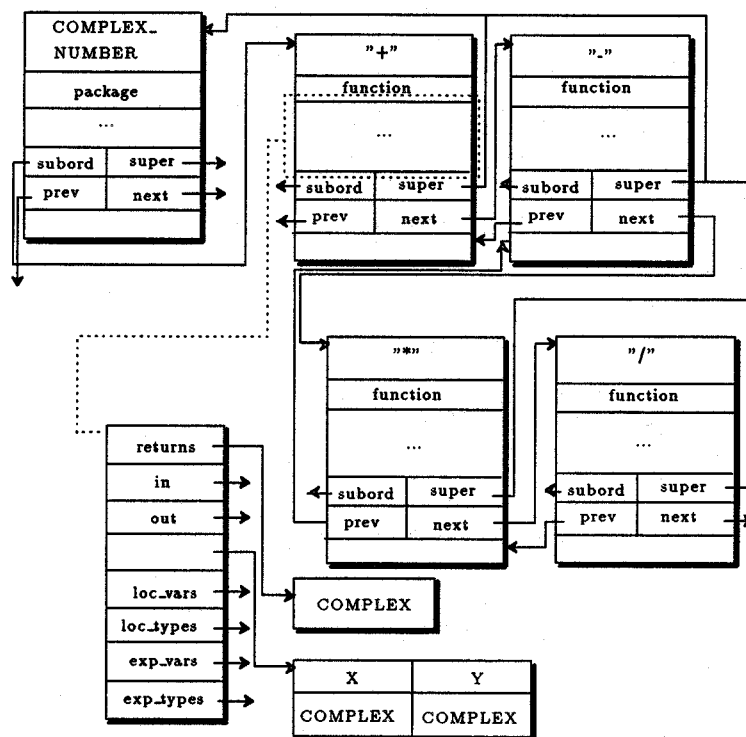 COMPLEX_
NUMBER
package
...
subord super
prev next
"+"
function
...
subord super
prev next
"-"
function
...
subord super
prev next
"*"
function
...
subord super
prev next
"/"
function
...
subord super
prev next
returns
in
out
loc_vars
loc_types
exp_vars
exp_types
COMPLEX
X Y
COMPLEX COMPLEX